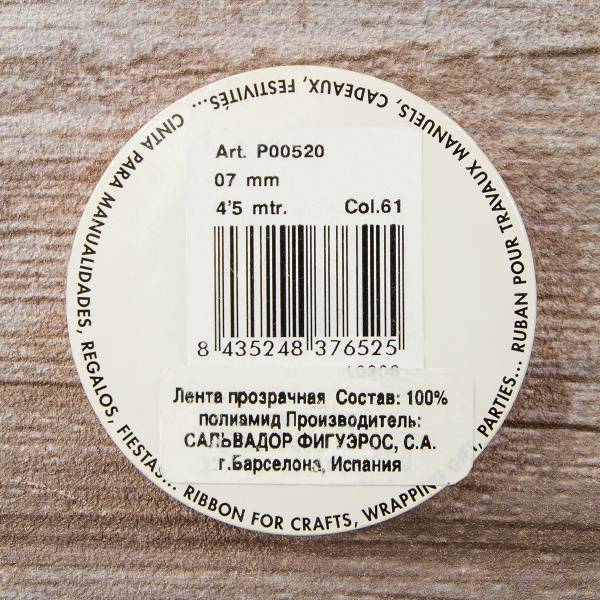 CINTA PARA MANUALIDADES, REGALOS, FIESTAS... RIBBON FOR CRAFTS, WRAPPING PARTIES... RUBAN POUR TRAVAUX MANUELS, CADEAUX, FESTIVITÉS...
Art. P00520
07 mm
4'5 mtr. Col.61
8 435248 376525
Лента прозрачная Состав: 100%
полиамид Производитель:
САЛЬВАДОР ФИГУЭРОС, С.А.
г.Барселона, Испания